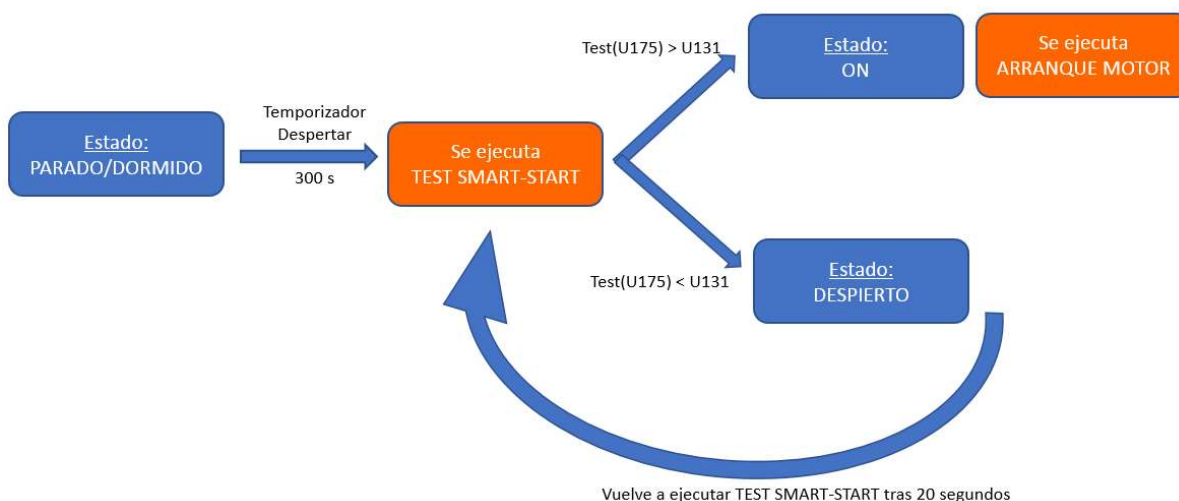 Estado:
PARADO/DORMIDO
Temporizador
Despertar
300 s
Se ejecuta
TEST SMART-START
Test(U175) > U131
Estado:
ON
Se ejecuta
ARRANQUE MOTOR
Test(U175) < U131
Estado:
DESPIERTO
Vuelve a ejecutar TEST SMART-START tras 20 segundos